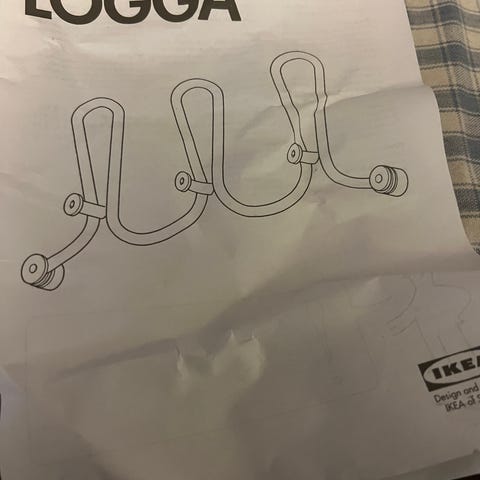 LOGGA
IKEA
Design and
IKEA of S